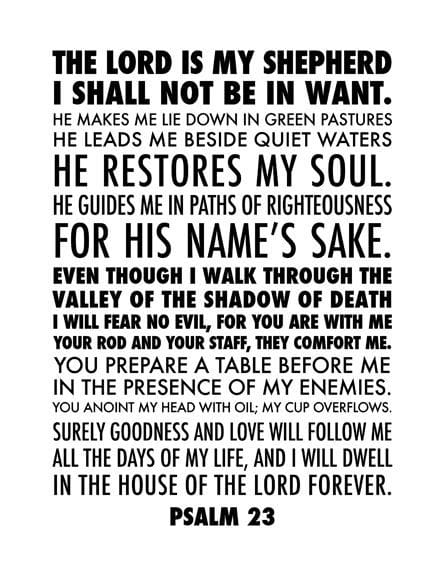 THE LORD IS MY SHEPHERD
I SHALL NOT BE IN WANT.
HE MAKES ME LIE DOWN IN GREEN PASTURES
HE LEADS ME BESIDE QUIET WATERS
HE RESTORES MY SOUL.
HE GUIDES ME IN PATHS OF RIGHTEOUSNESS
FOR HIS NAME'S SAKE.
EVEN THOUGH I WALK THROUGH THE
VALLEY OF THE SHADOW OF DEATH
I WILL FEAR NO EVIL, FOR YOU ARE WITH ME
YOUR ROD AND YOUR STAFF, THEY COMFORT ME.
YOU PREPARE A TABLE BEFORE ME
IN THE PRESENCE OF MY ENEMIES.
YOU ANOINT MY HEAD WITH OIL; MY CUP OVERFLOWS.
SURELY GOODNESS AND LOVE WILL FOLLOW ME
ALL THE DAYS OF MY LIFE, AND I WILL DWELL
IN THE HOUSE OF THE LORD FOREVER.
PSALM 23